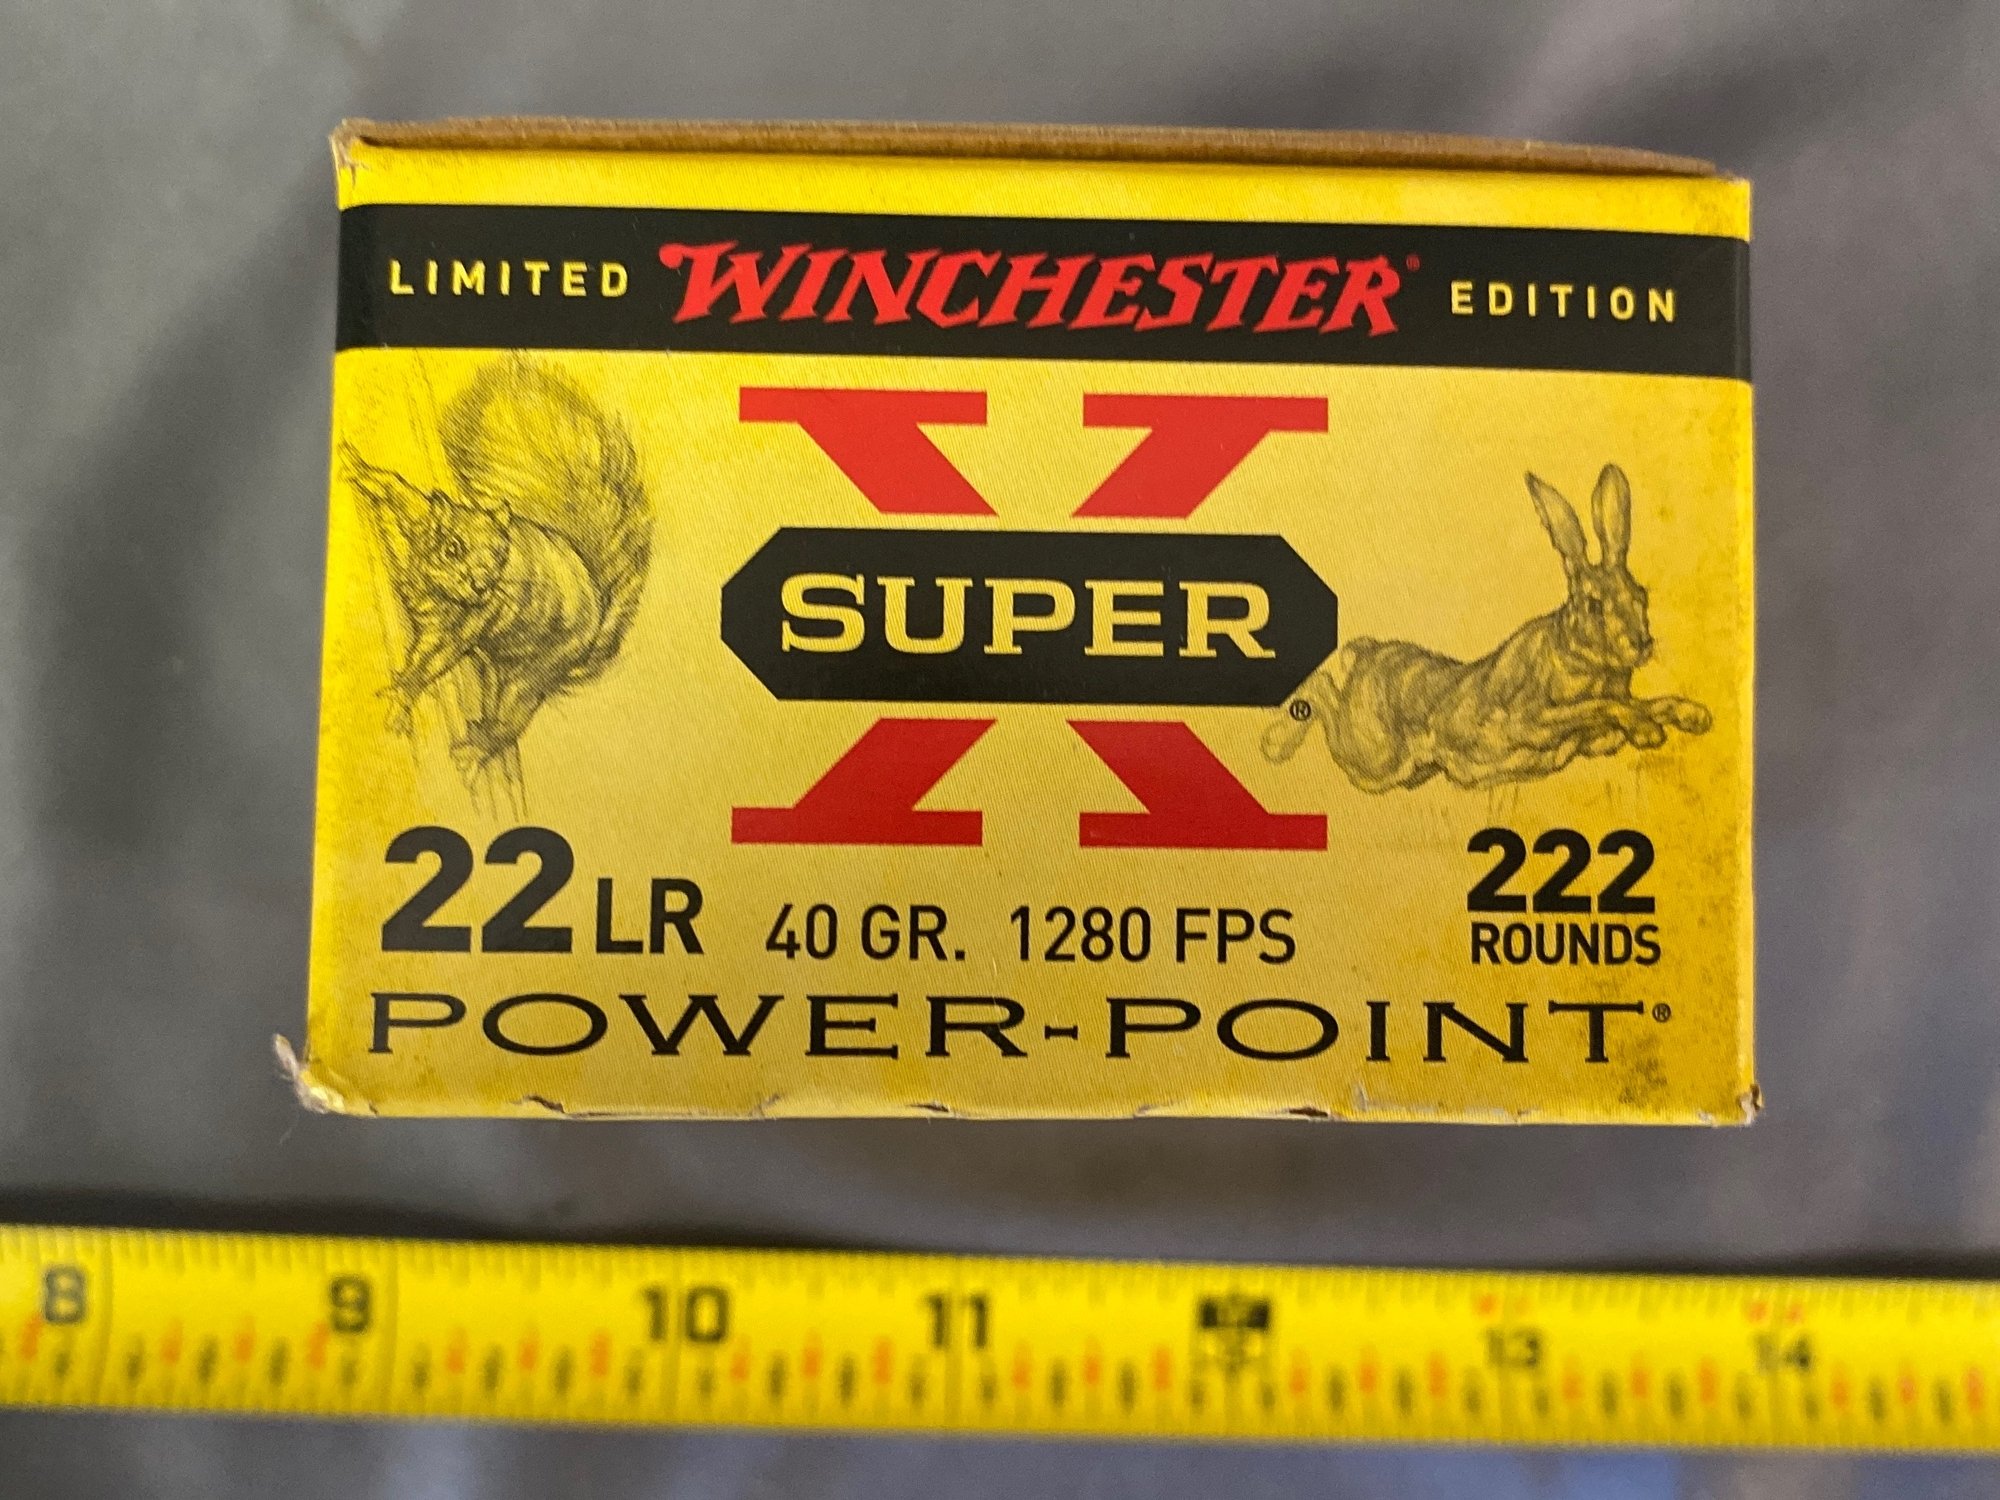 LIMITED WINCHESTER® EDITION
X
SUPER®
22 LR 40 GR. 1280 FPS 222 ROUNDS
POWER-POINT®
8 9 10 11 13 14